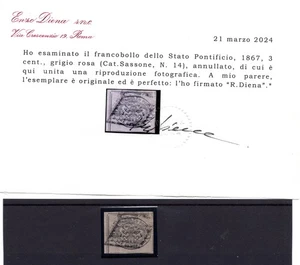 Enzo Diena s.n.c.
Via Crescenzio 19, Roma
21 marzo 2024
Ho esaminato il francobollo dello Stato Pontificio, 1867, 3
cent., grigio rosa (Cat.Sassone, N. 14), annullato, di cui è
qui unita una riproduzione fotografica. A mio parere,
l'esemplare è originale ed è perfetto: l'ho firmato "R.Diena".*